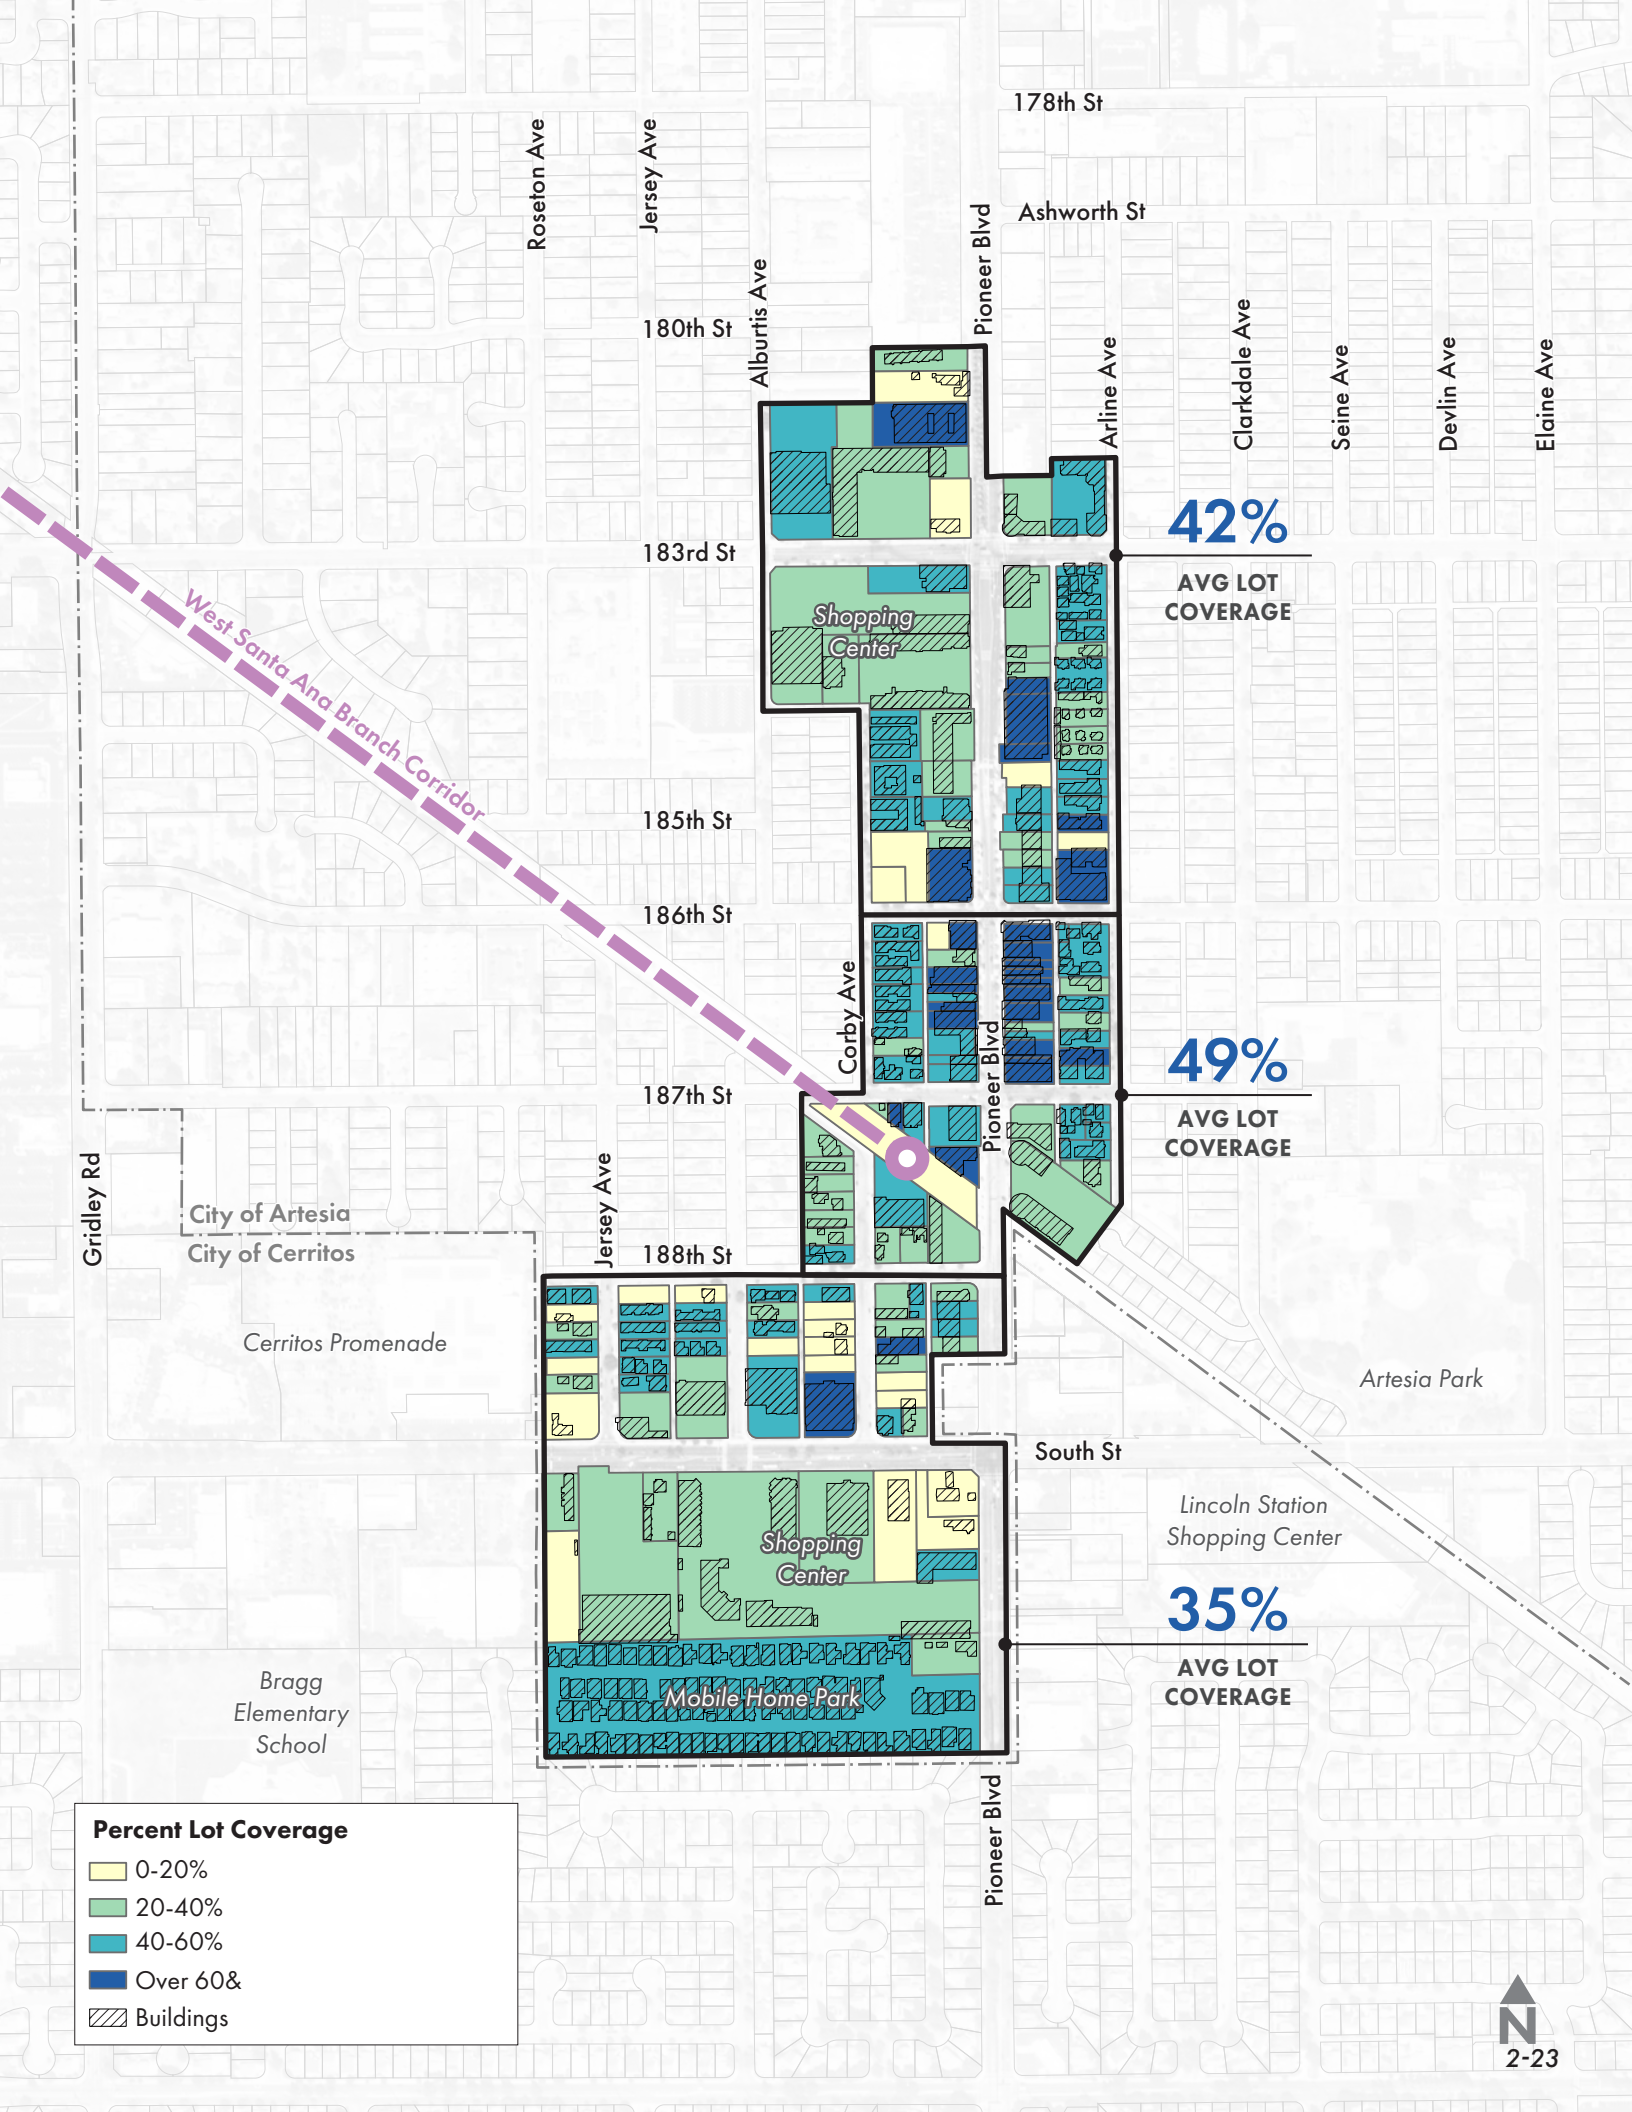 178th St
Roseton Ave
Jersey Ave
Pioneer Blvd
Ashworth St
Alburtis Ave
180th St
Arline Ave
Clarkdale Ave
Seine Ave
Devlin Ave
Elaine Ave
42%
AVG LOT
COVERAGE
183rd St
West Santa Ana Branch Corridor
Shopping
Center
185th St
186th St
Corby Ave
Pioneer Blvd
49%
AVG LOT
COVERAGE
187th St
Gridley Rd
City of Artesia
City of Cerritos
Jersey Ave
188th St
Cerritos Promenade
Artesia Park
South St
Lincoln Station
Shopping Center
Shopping
Center
35%
AVG LOT
COVERAGE
Bragg
Elementary
School
Mobile Home Park
Pioneer Blvd
Percent Lot Coverage
0-20%
20-40%
40-60%
Over 60&
Buildings
N
2-23